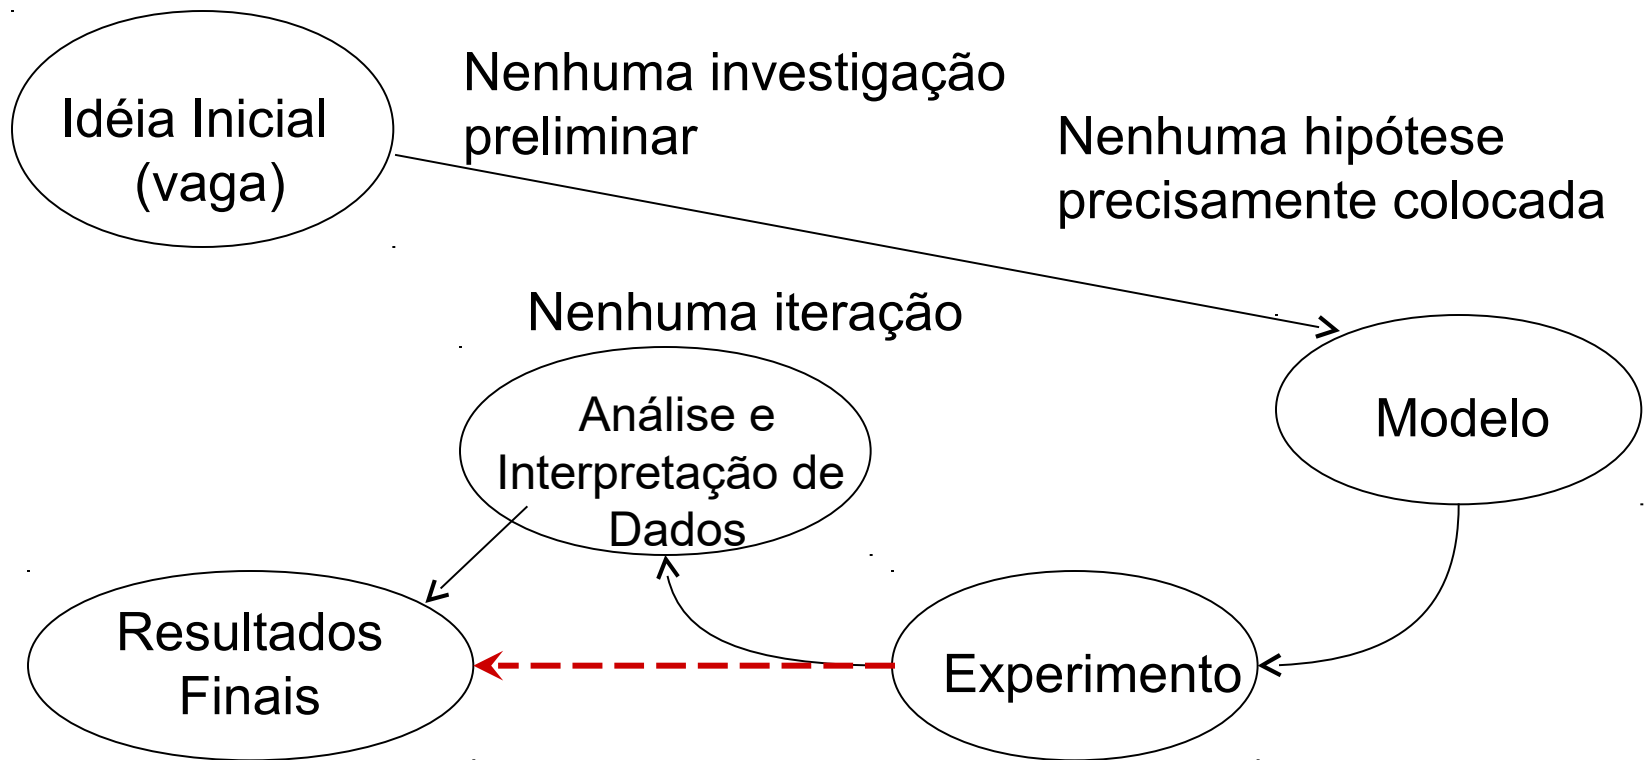 Idéia Inicial
(vaga)
Nenhuma investigação
preliminar
Nenhuma hipótese
precisamente colocada
Nenhuma iteração
Análise e
Interpretação de
Dados
Modelo
Resultados
Finais
Experimento